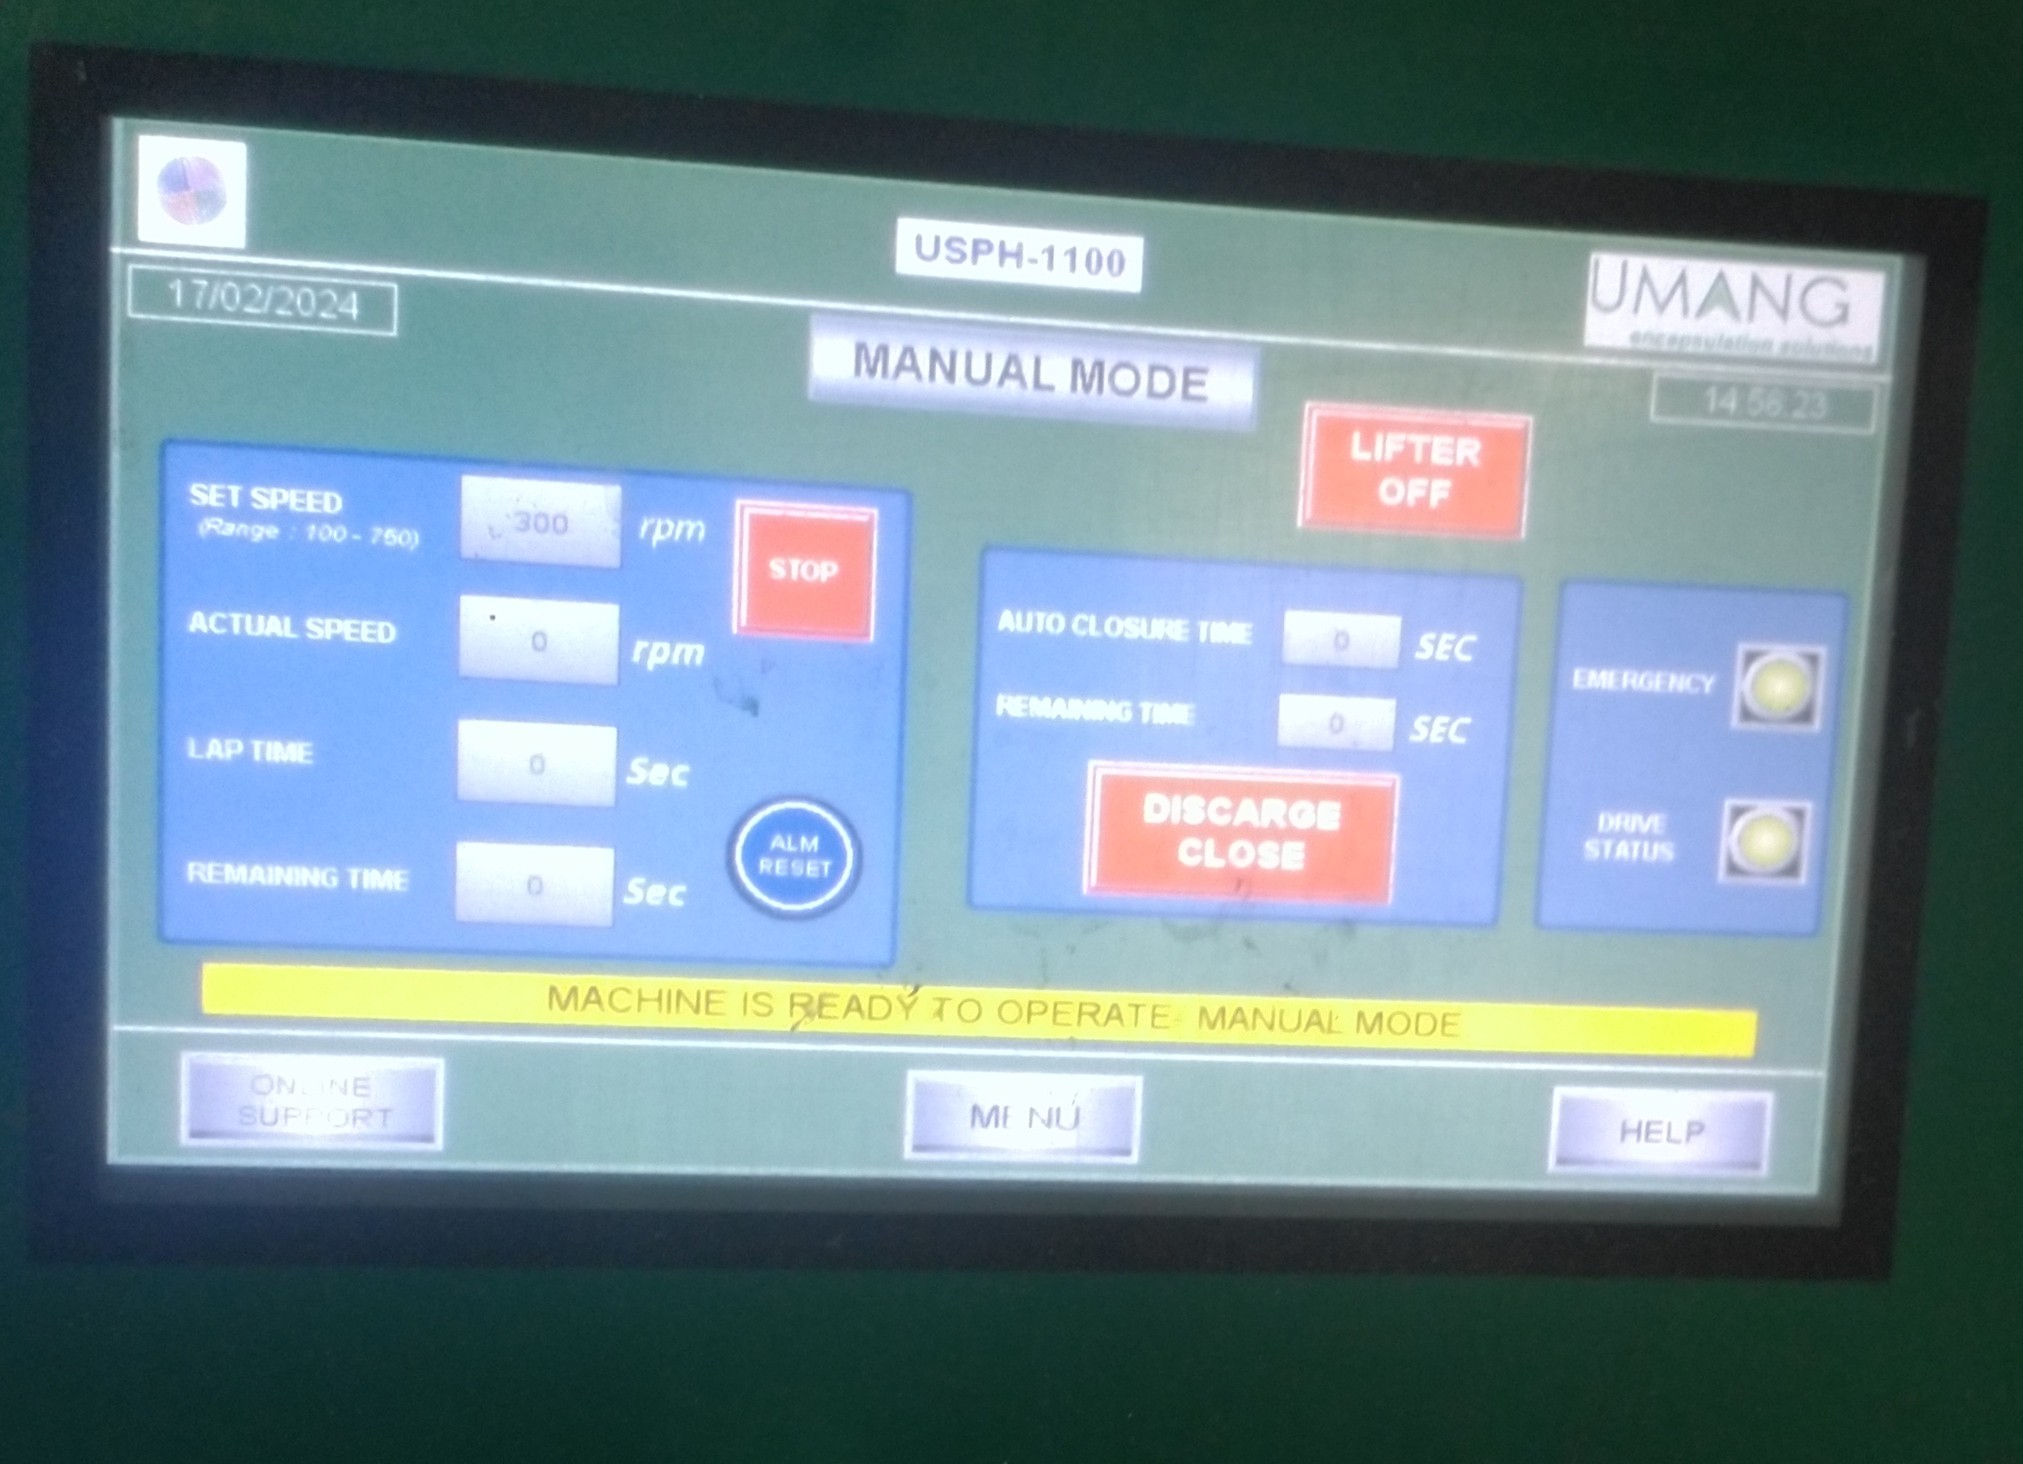 USPH-1100
UMANG
encapsulation solutions
17/02/2024
MANUAL MODE
14:56:23
LIFTER
OFF
SET SPEED
(Range : 100 - 750)
300
rpm
STOP
ACTUAL SPEED
0
rpm
LAP TIME
0
Sec
REMAINING TIME
0
Sec
ALM
RESET
AUTO CLOSURE TIME
0
SEC
REMAINING TIME
0
SEC
DISCARGE
CLOSE
EMERGENCY
DRIVE
STATUS
MACHINE IS READY TO OPERATE- MANUAL MODE
ONLINE
SUPPORT
MENU
HELP